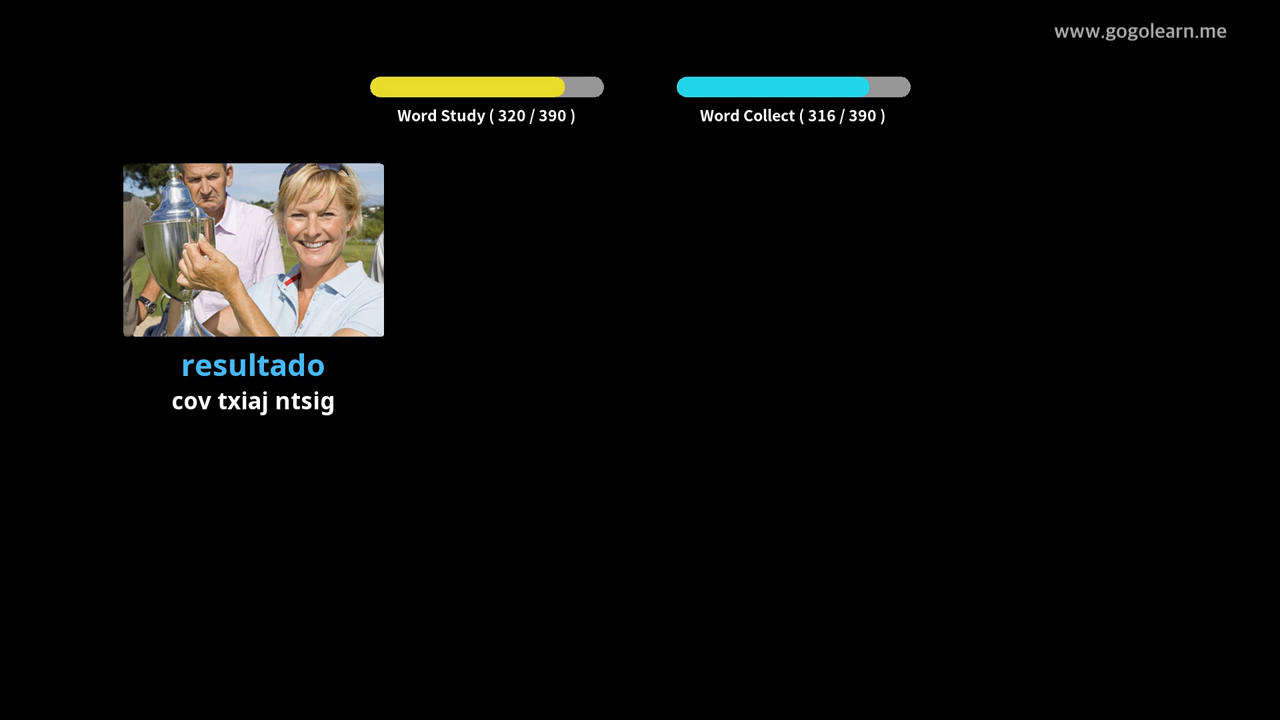 www.gogolearn.me
Word Study ( 320 / 390 )
Word Collect ( 316 / 390 )
resultado
cov txiaj ntsig